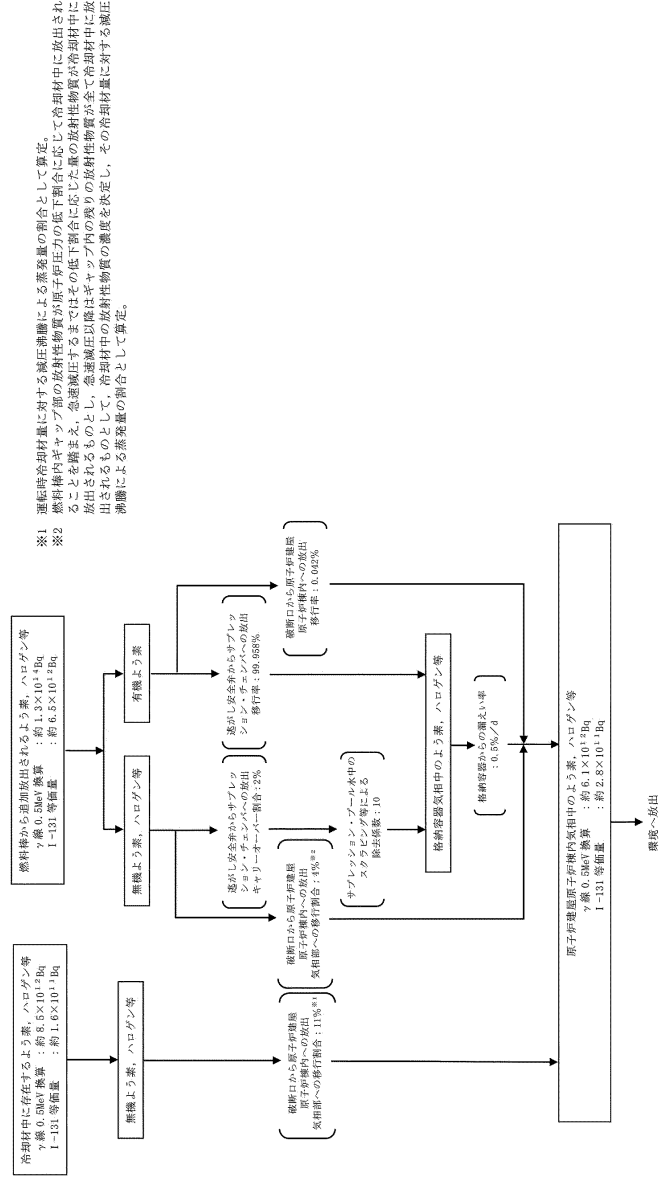 冷却材中に存在するよう素，ハロゲン等
γ線 0.5MeV 換算　：約 8.5×10¹²Bq
I-131 等価量　：約 1.6×10¹¹Bq
無機よう素，ハロゲン等
破断口から原子炉建屋
原子炉棟内への放出
気相部への移行割合：11%※1
燃料棒から追加放出されるよう素，ハロゲン等
γ線 0.5MeV 換算　：約 1.3×10¹⁴Bq
I-131 等価量　：約 6.5×10¹²Bq
無機よう素，ハロゲン等
有機よう素
逃がし安全弁からサプレッ
ション・チェンバへの放出
キャリーオーバー割合：2%
逃がし安全弁からサプレッ
ション・チェンバへの放出
移行率：99.958%
破断口から原子炉建屋
原子炉棟内への放出
気相部への移行割合：4%※2
破断口から原子炉建屋
原子炉棟内への放出
移行率：0.042%
サプレッション・プール水中の
スクラビング等による
除去係数：10
格納容器気相中のよう素，ハロゲン等
格納容器からの漏えい率
：0.5%／d
原子炉建屋原子炉棟内気相中のよう素，ハロゲン等
γ線 0.5MeV 換算　：約 6.1×10¹²Bq
I-131 等価量　：約 2.8×10¹¹Bq
環境へ放出
※1　運転時冷却材量に対する減圧沸騰による蒸発量の割合として算定。
※2　燃料棒内ギャップ部の放射性物質が原子炉圧力の低下割合に応じて冷却材中に放出され
ることを踏まえ，急速減圧するまではその低下割合に応じた量の放射性物質が冷却材中に
放出されるものとし，急速減圧以降はギャップ内の残りの放射性物質が全て冷却材中に放
出されるものとして，冷却材中の放射性物質の濃度を決定し，その冷却材量に対する減圧
沸騰による蒸発量の割合として算定。